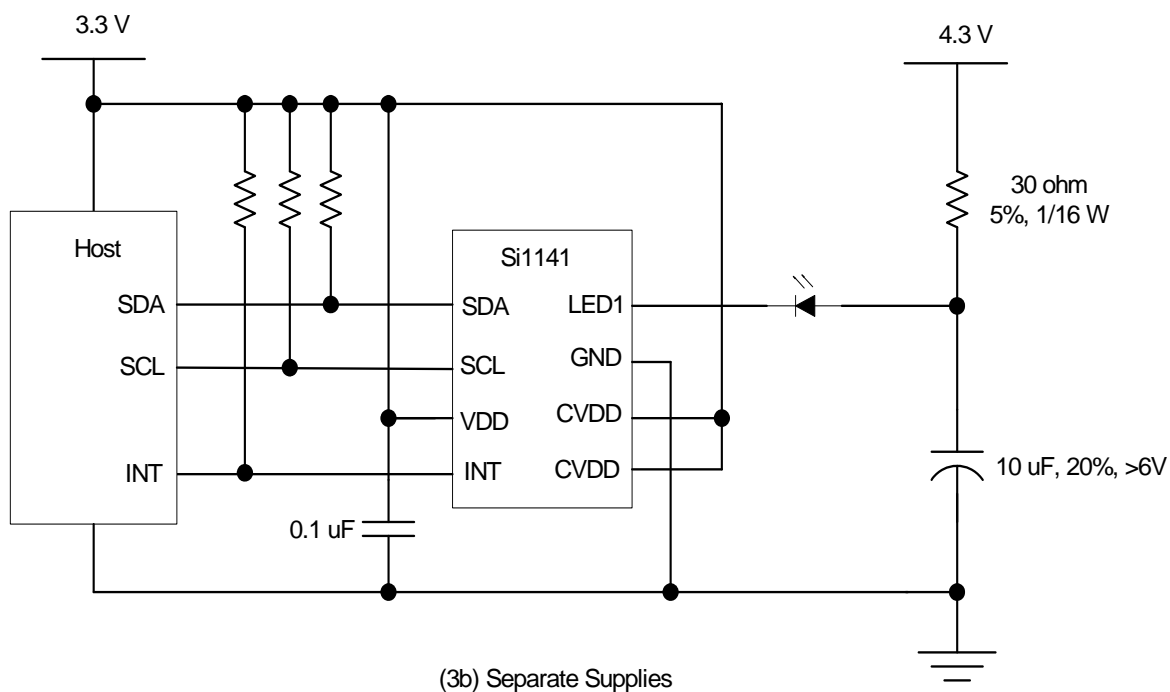 3.3 V
4.3 V
30 ohm
5%, 1/16 W
Host
SDA
SCL
INT
Si1141
SDA
SCL
VDD
INT
LED1
GND
CVDD
CVDD
0.1 uF
10 uF, 20%, >6V
(3b) Separate Supplies